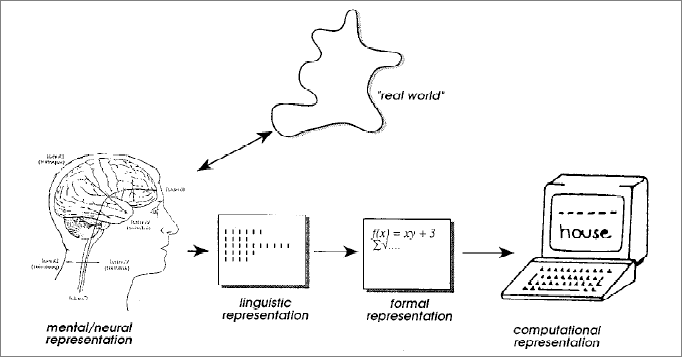 "real world"
f(x) = xy + 3
Σ√....
house
linguistic
representation
formal
representation
mental/neural
representation
computational
representation